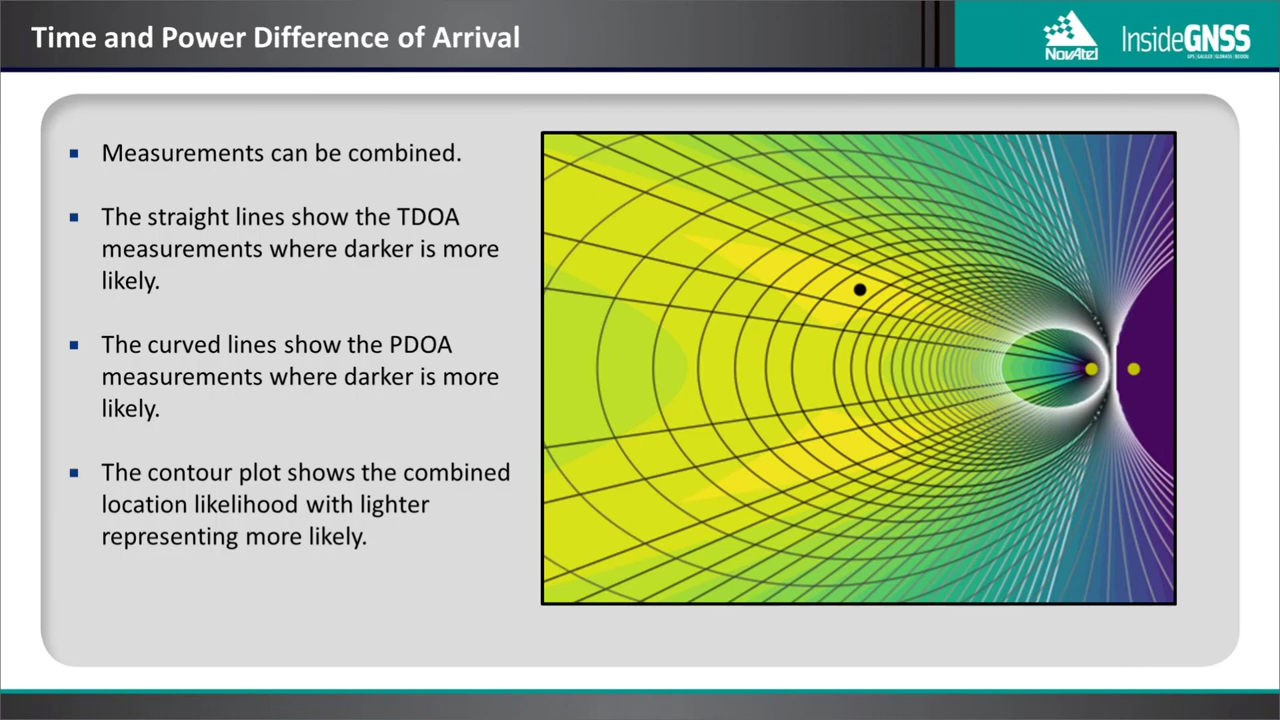 Time and Power Difference of Arrival
NovAtel
InsideGNSS
GPS | GALILEO | GLONASS | BEIDOU
▪ Measurements can be combined.
▪ The straight lines show the TDOA
measurements where darker is more
likely.
▪ The curved lines show the PDOA
measurements where darker is more
likely.
▪ The contour plot shows the combined
location likelihood with lighter
representing more likely.